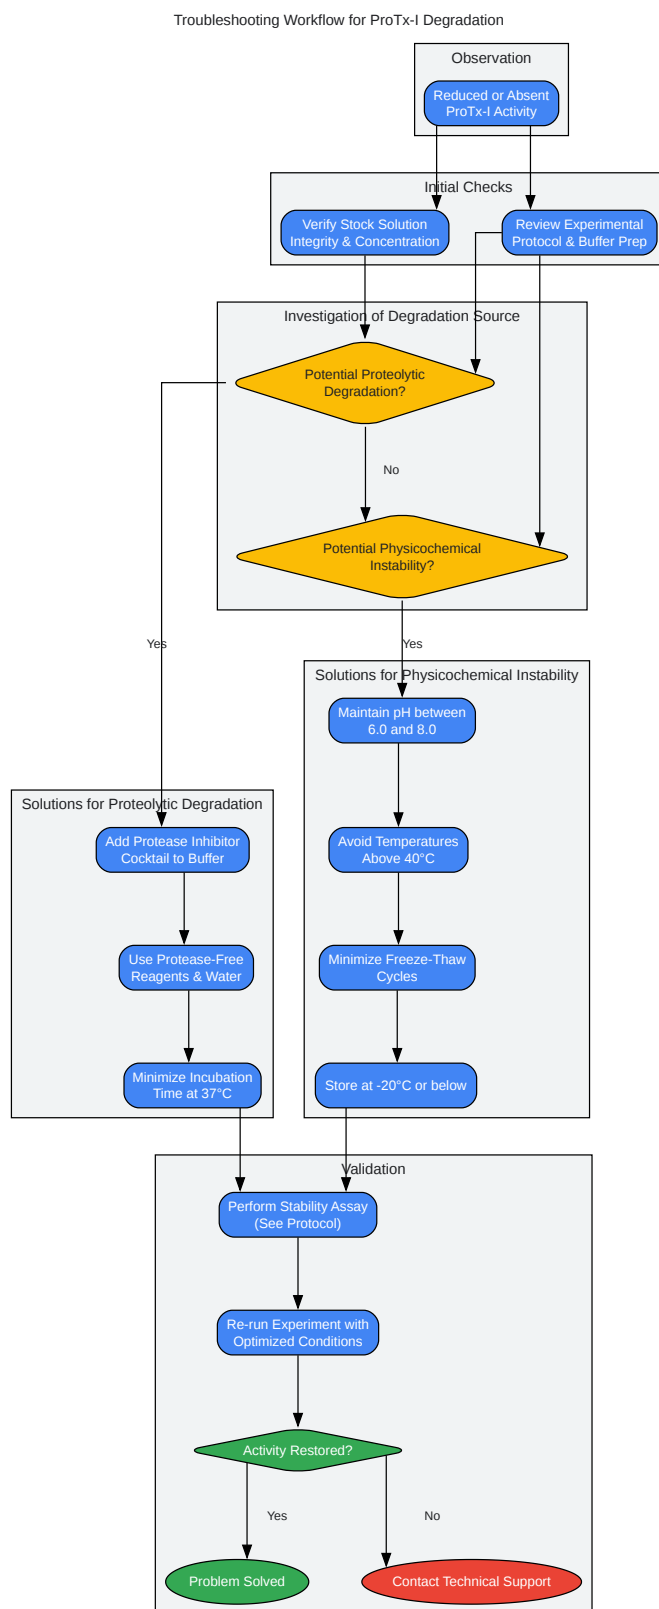 Troubleshooting Workflow for ProTx-I Degradation
Observation
Reduced or Absent
ProTx-I Activity
Initial Checks
Verify Stock Solution
Integrity & Concentration
Review Experimental
Protocol & Buffer Prep
Investigation of Degradation Source
Potential Proteolytic
Degradation?
No
Potential Physicochemical
Instability?
Yes
Yes
Solutions for Physicochemical Instability
Maintain pH between
6.0 and 8.0
Solutions for Proteolytic Degradation
Add Protease Inhibitor
Cocktail to Buffer
Avoid Temperatures
Above 40°C
Use Protease-Free
Reagents & Water
Minimize Freeze-Thaw
Cycles
Minimize Incubation
Time at 37°C
Store at -20°C or below
Validation
Perform Stability Assay
(See Protocol)
Re-run Experiment with
Optimized Conditions
Activity Restored?
Yes
No
Problem Solved
Contact Technical Support